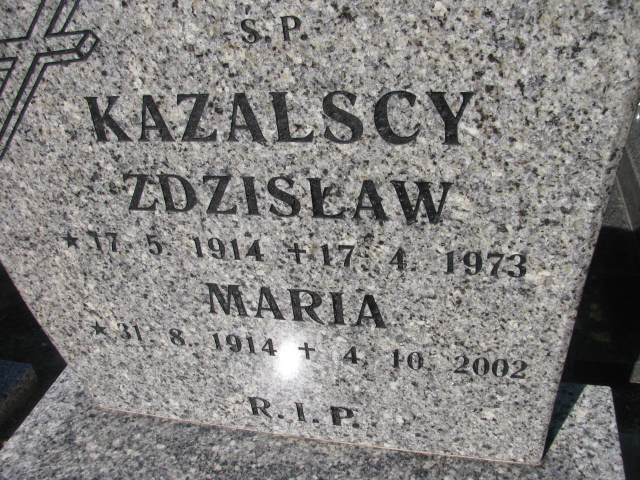 Ś.P.
KAZALSCY
ZDZISŁAW
* 17. 5. 1914 + 17. 4. 1973
MARIA
* 31. 8. 1914 + 4. 10. 2002
R.I.P.